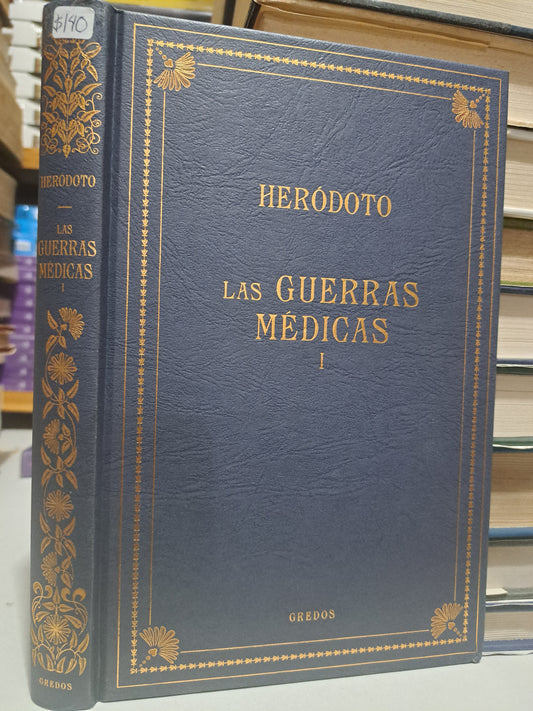 $140
HERÓDOTO
LAS
GUERRAS
MÉDICAS
I
GREDOS
HERÓDOTO
LAS GUERRAS
MÉDICAS
I
GREDOS